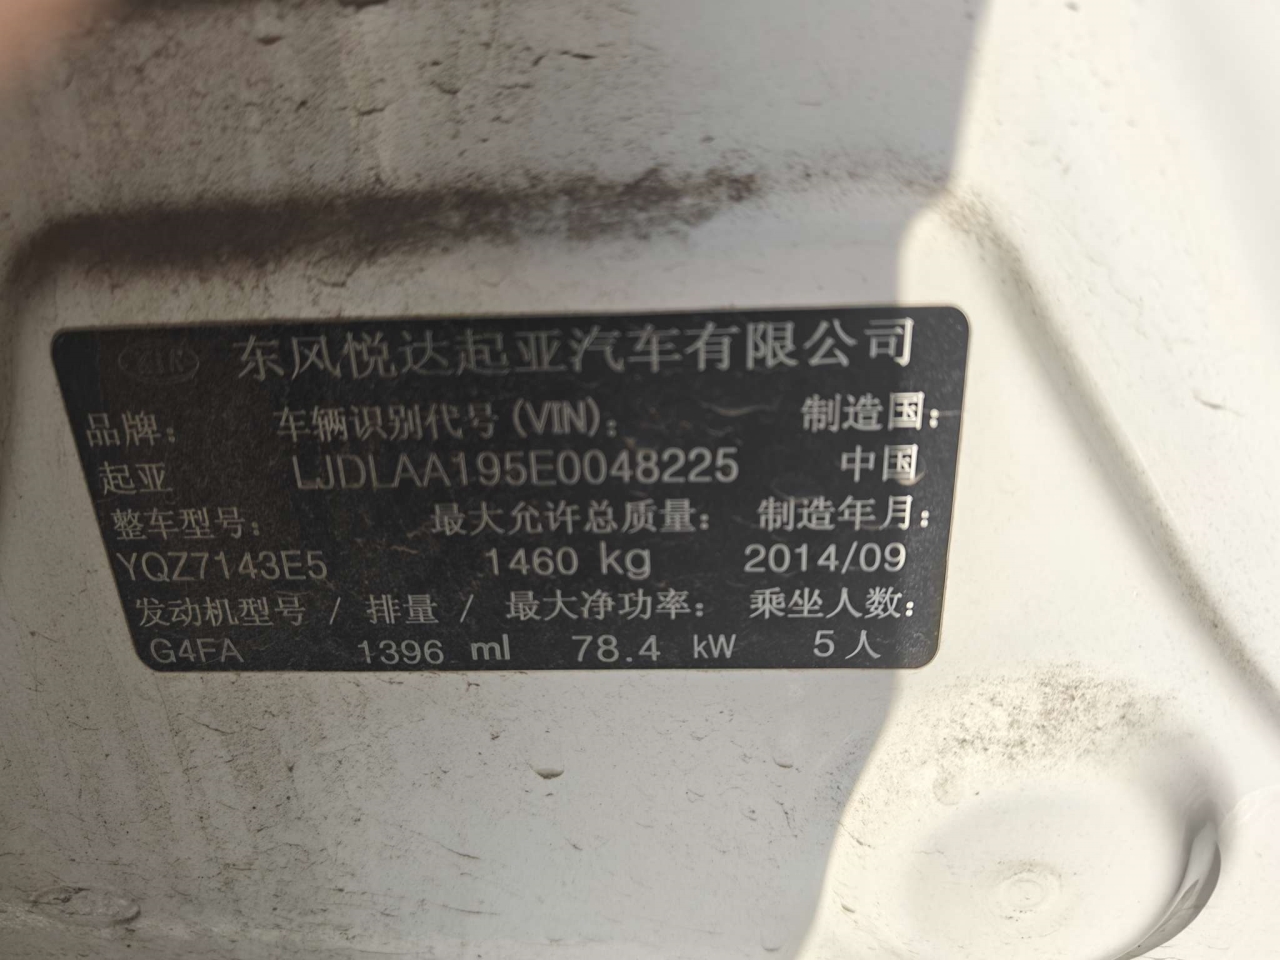 东风悦达起亚汽车有限公司
品牌： 车辆识别代号(VIN)： 制造国：
起亚 LJDLAA195E0048225 中国
整车型号： 最大允许总质量： 制造年月：
YQZ7143E5 1460 kg 2014/09
发动机型号 / 排量 / 最大净功率： 乘坐人数：
G4FA 1396 ml 78.4 kW 5人